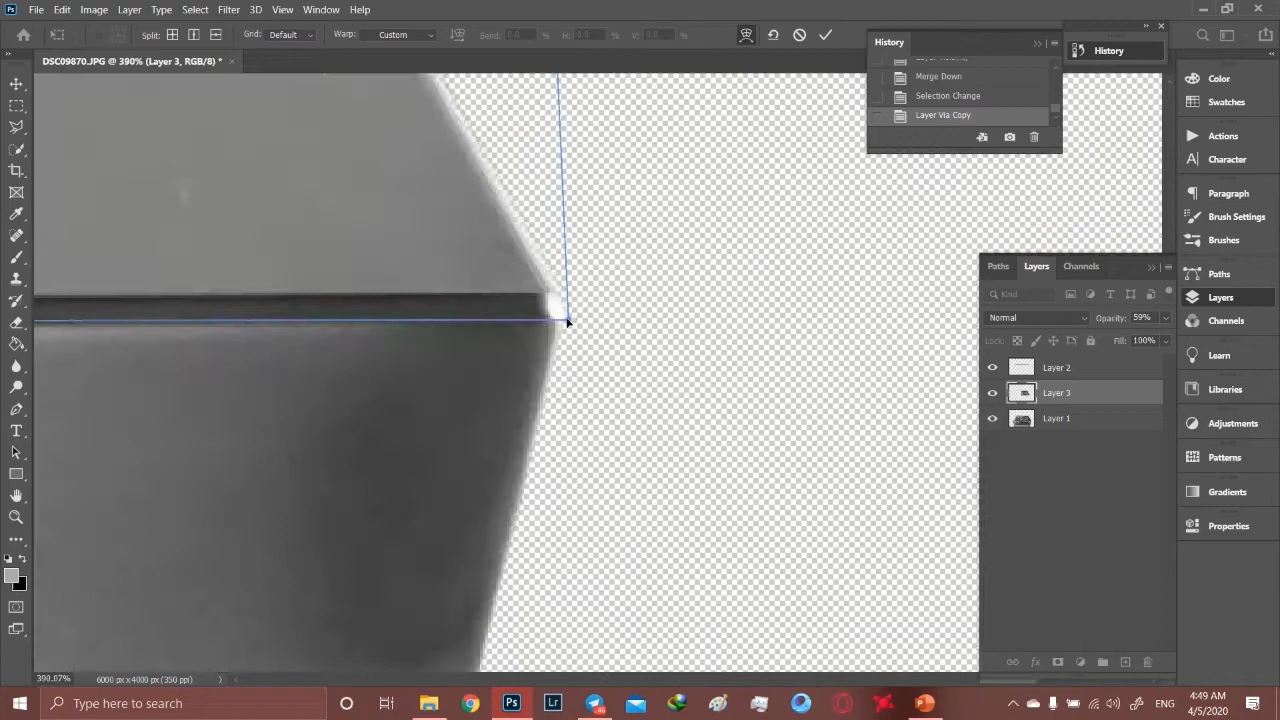 Ps File Edit Image Layer Type Select Filter 3D View Window Help
Split: Grid: Default Warp: Custom Bend: 0.0 % H: 0.0 % V: 0.0 %
DSC09870.JPG @ 390% (Layer 3, RGB/8) * ×
History
Merge Down
Selection Change
Layer Via Copy
History
Color
Swatches
Actions
Character
Paragraph
Brush Settings
Brushes
Paths
Layers
Channels
Learn
Libraries
Adjustments
Patterns
Gradients
Properties
Paths Layers Channels
Kind
Normal Opacity: 59%
Lock: Fill: 100%
Layer 2
Layer 3
Layer 1
390.07% 6000 px x 4000 px (350 ppi)
Type here to search
Ps Lr
4:49 AM
4/5/2020